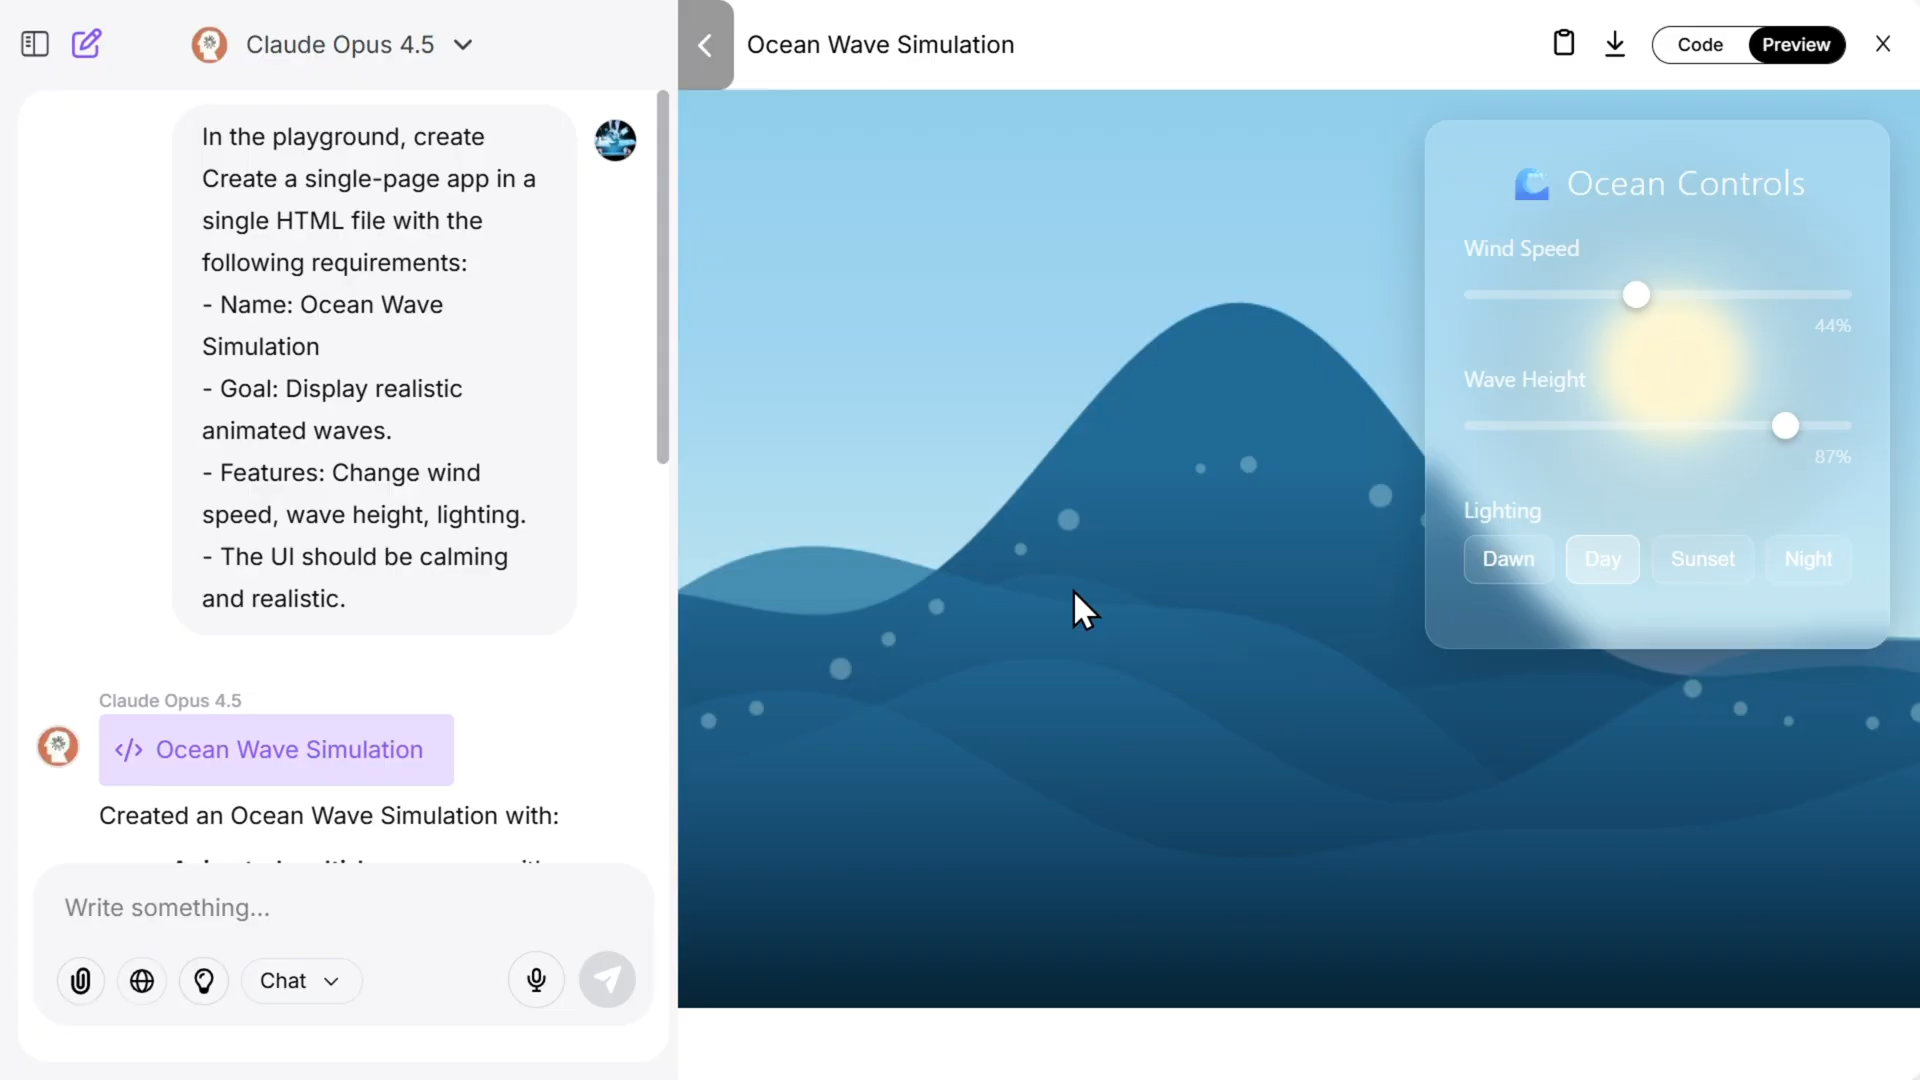 Claude Opus 4.5
In the playground, create
Create a single-page app in a
single HTML file with the
following requirements:
- Name: Ocean Wave
Simulation
- Goal: Display realistic
animated waves.
- Features: Change wind
speed, wave height, lighting.
- The UI should be calming
and realistic.
Claude Opus 4.5
</> Ocean Wave Simulation
Created an Ocean Wave Simulation with:
Write something...
Chat
Ocean Wave Simulation
Code
Preview
Ocean Controls
Wind Speed
44%
Wave Height
87%
Lighting
Dawn
Day
Sunset
Night